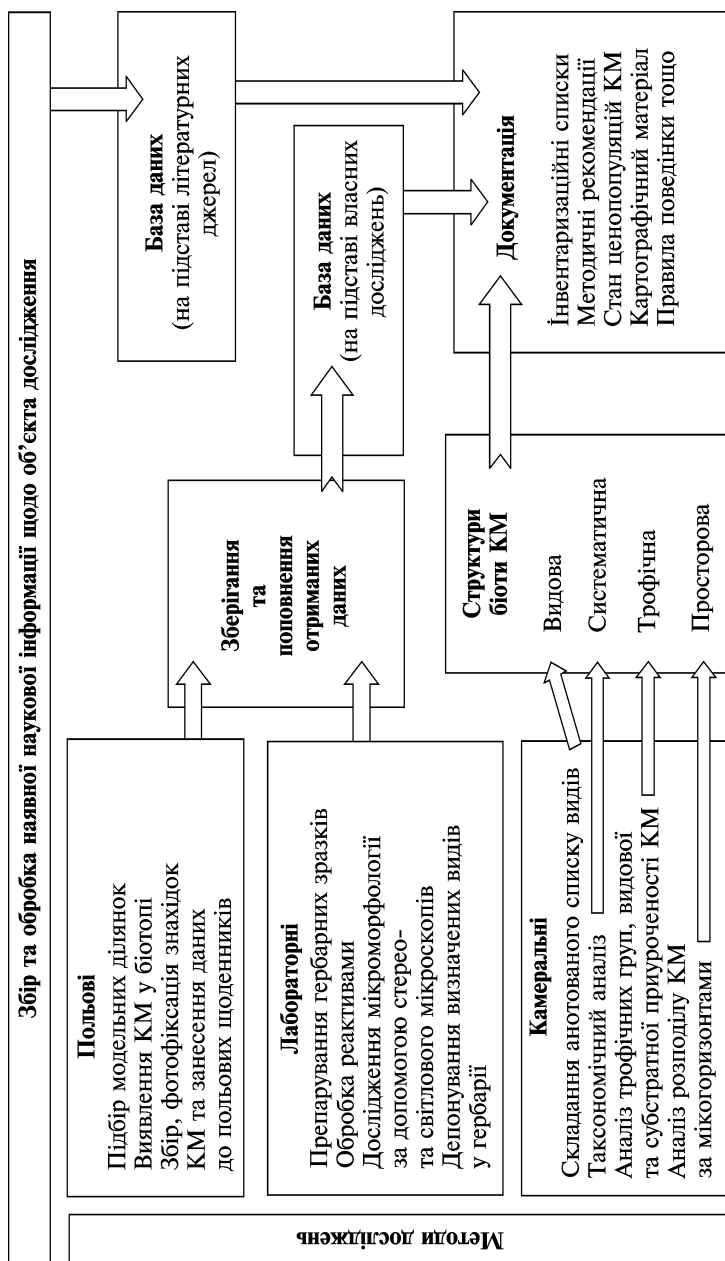 Збір та обробка наявної наукової інформації щодо об’єкта дослідження
Методи досліджень
Польові
Підбір модельних ділянок
Виявлення КМ у біотопі
Збір, фотофіксація знахідок
КМ та занесення даних
до польових щоденників
Лабораторні
Препарування гербарних зразків
Обробка реактивами
Дослідження мікроморфології
за допомогою стерео-
та світлового мікроскопів
Депонування визначених видів
у гербарії
Камеральні
Складання анотованого списку видів
Таксономічний аналіз
Аналіз трофічних груп, видової
та субстратної приуроченості КМ
Аналіз розподілу КМ
за мікогоризонтами
Зберігання
та
поповнення
отриманих
даних
Структури
біоти КМ
Видова
Систематична
Трофічна
Просторова
База даних
(на підставі літературних
джерел)
База даних
(на підставі власних
досліджень)
Документація
Інвентаризаційні списки
Методичні рекомендації
Стан ценопопуляцій КМ
Картографічний матеріал
Правила поведінки тощо